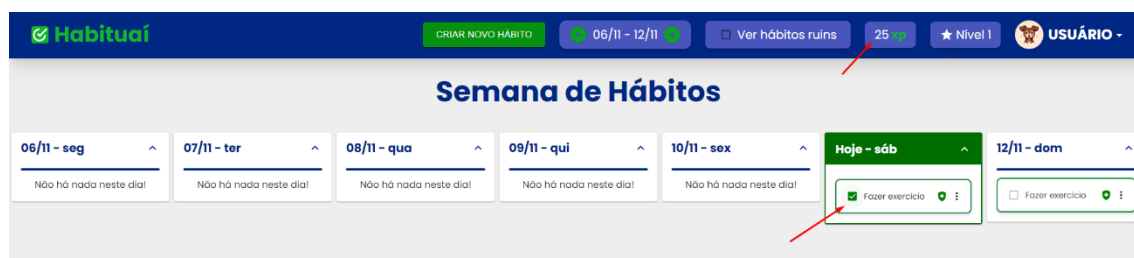 Habituaí
CRIAR NOVO HÁBITO
06/11 - 12/11
Ver hábitos ruins
25 xp
Nível 1
USUÁRIO
Semana de Hábitos
06/11 - seg
Não há nada neste dia!
07/11 - ter
Não há nada neste dia!
08/11 - qua
Não há nada neste dia!
09/11 - qui
Não há nada neste dia!
10/11 - sex
Não há nada neste dia!
Hoje - sáb
Fazer exercicio
12/11 - dom
Fazer exercicio